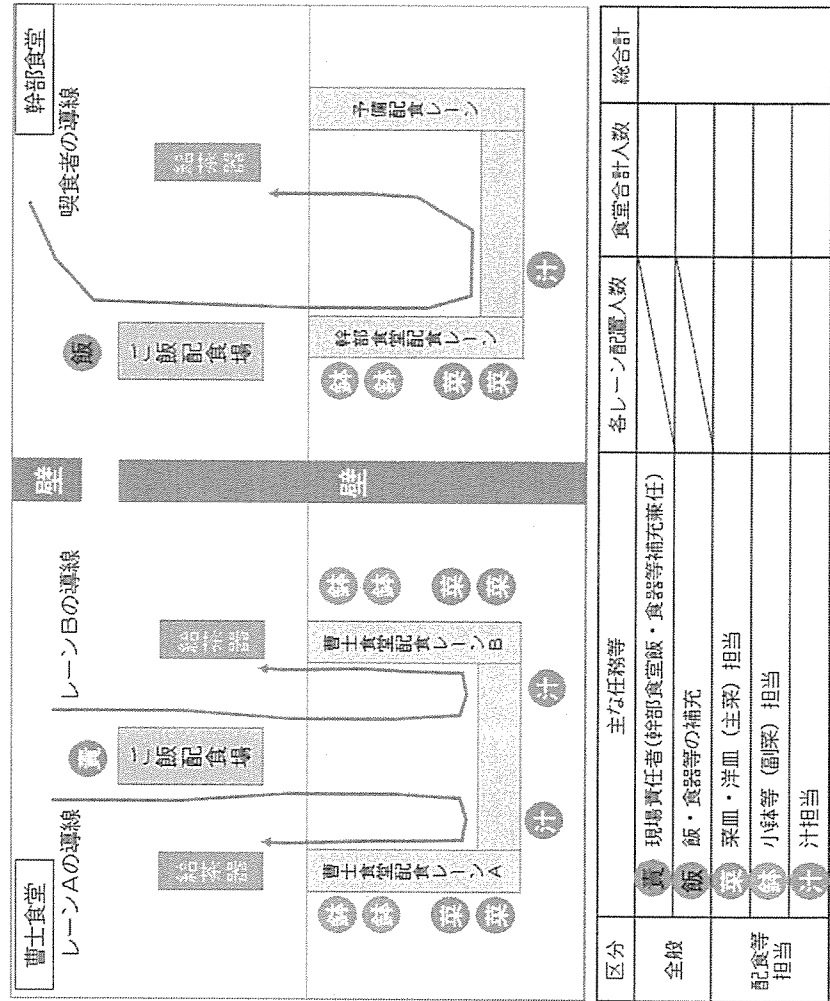 曹士食堂
レーンAの導線
レーンBの導線
壁
幹部食堂
喫食者の導線
給茶器
責
ご飯配食場
給茶器
壁
飯
ご飯配食場
給茶器
鉢
鉢
菜
菜
曹士食堂配食レーンA
汁
汁
曹士食堂配食レーンB
鉢
鉢
菜
菜
鉢
鉢
菜
菜
幹部食堂配食レーン
汁
予備配食レーン
区分 主な任務等 各レーン配置人数 食堂合計人数 総合計
全般
責 現場責任者(幹部食堂飯・食器等補充兼任)
飯 飯・食器等の補充
配食等担当
菜 菜皿・洋皿(主菜)担当
鉢 小鉢等(副菜)担当
汁 汁担当